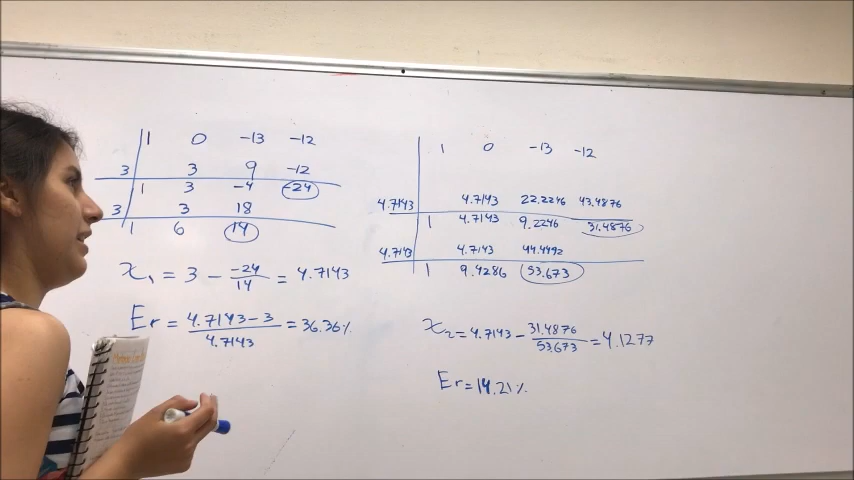 1 0 -13 -12
3 3 9 -12
1 3 -4 -24
3 3 18
1 6 14
x₁ = 3 - -24/14 = 4.7143
Er = 4.7143-3/4.7143 = 36.36%
1 0 -13 -12
4.7143 4.7143 22.2246 43.4876
1 4.7143 9.2246 31.4876
4.7143 4.7143 44.4492
1 9.4286 53.673
x₂ = 4.7143 - 31.4876/53.673 = 4.1277
Er = 14.21%